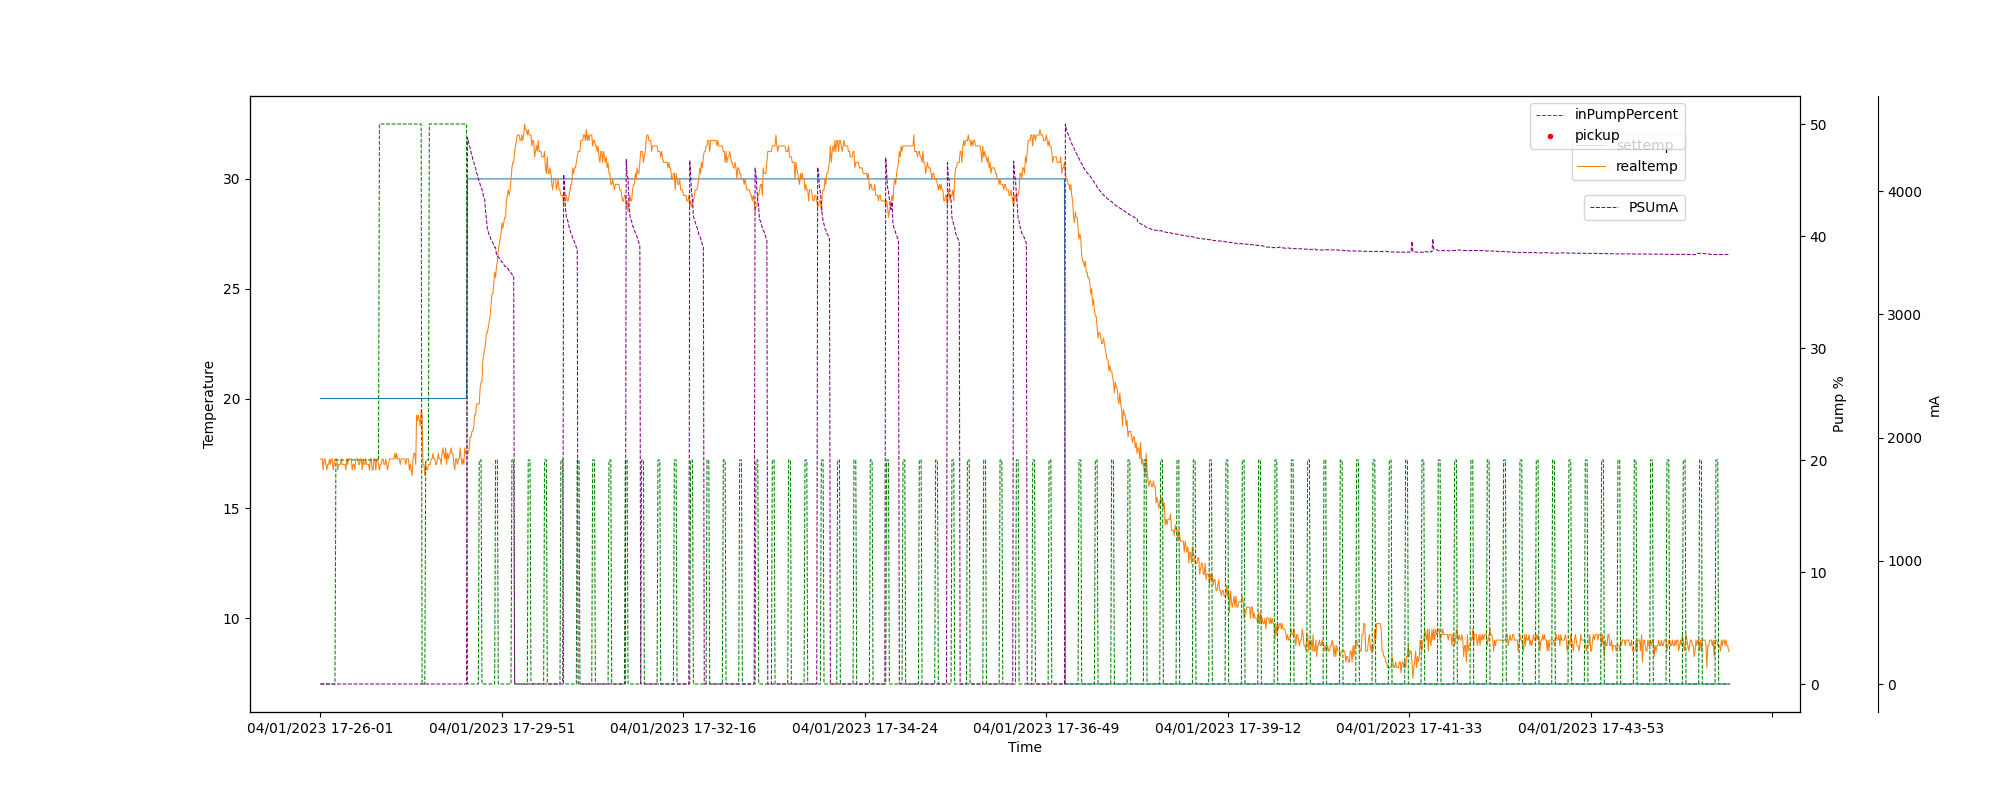 inPumpPercent
pickup
settemp
realtemp
PSUmA
30
25
20
15
10
50
40
30
20
10
0
4000
3000
2000
1000
0
Temperature
Pump %
mA
04/01/2023 17-26-01
04/01/2023 17-29-51
04/01/2023 17-32-16
04/01/2023 17-34-24
04/01/2023 17-36-49
04/01/2023 17-39-12
04/01/2023 17-41-33
04/01/2023 17-43-53
Time